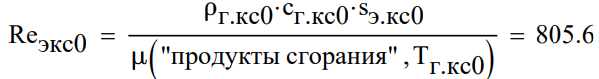 Re_экс0 = (ρ_г.кс0·c_г.кс0·s_э.кс0) / (μ("продукты сгорания", T_г.кс0)) = 805.6